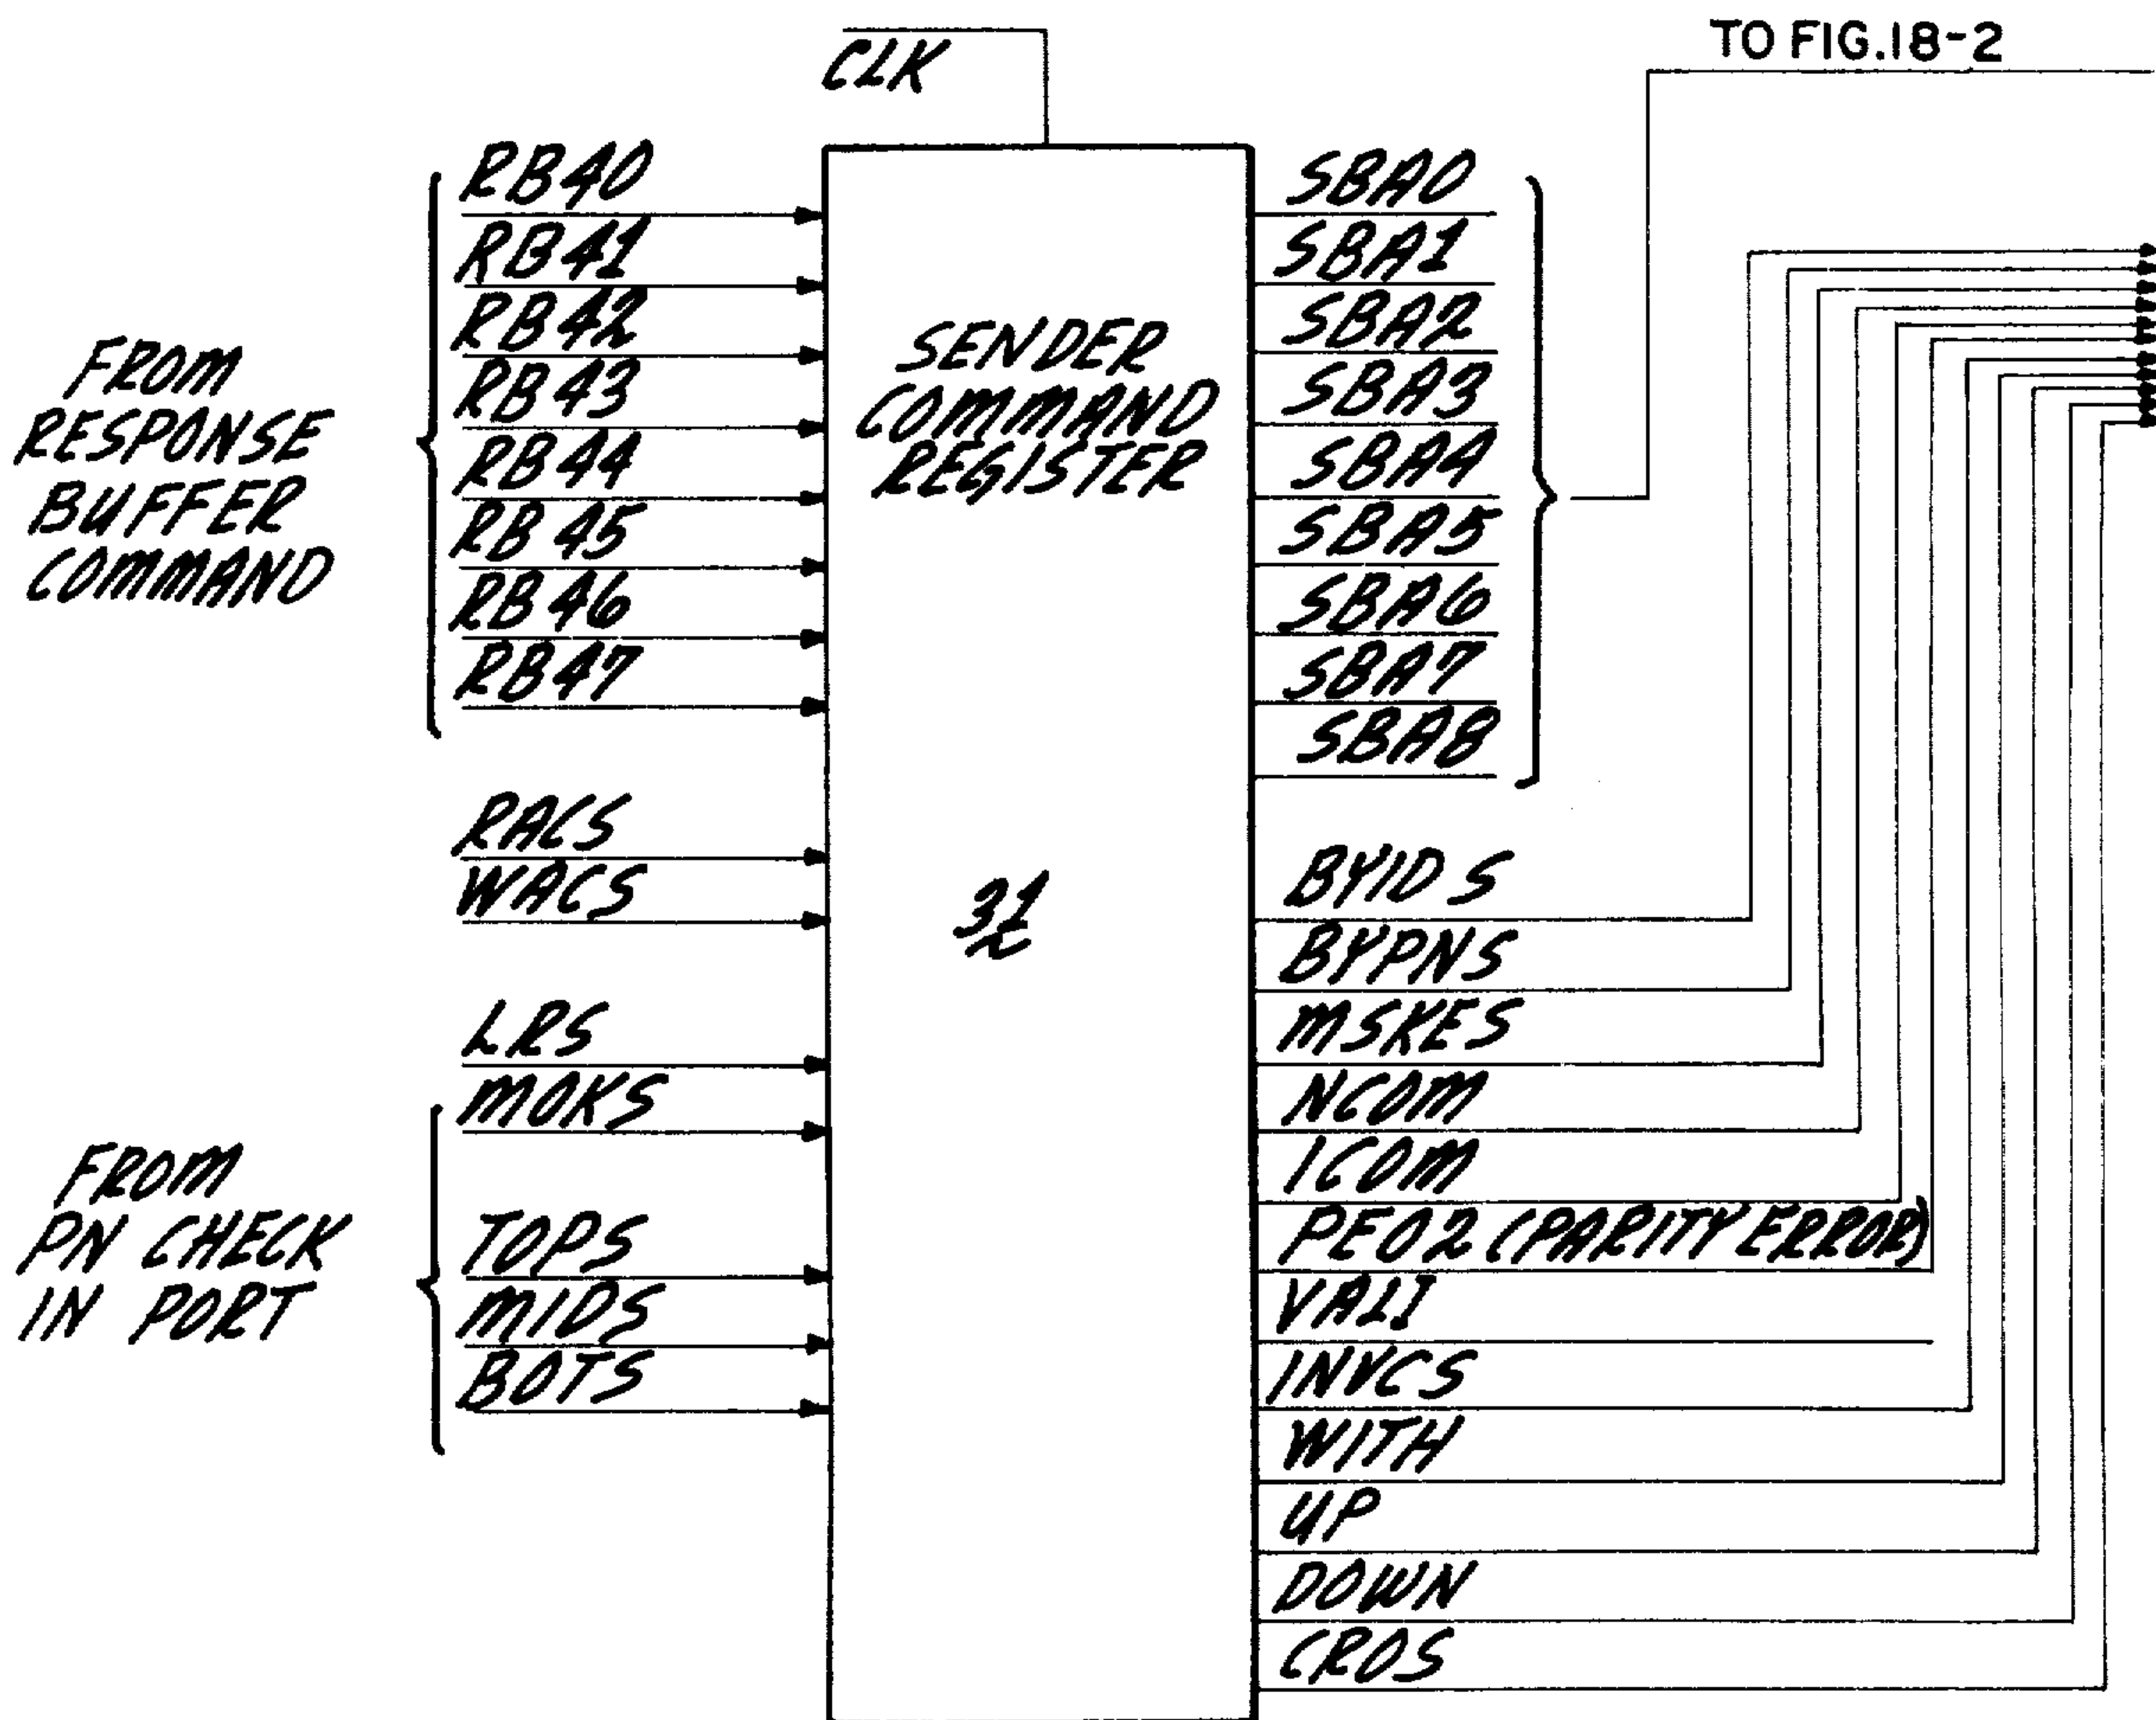 TO FIG.18-2
CLK
FROM
RESPONSE
BUFFER
COMMAND
RB40
RB41
RB42
RB43
RB44
RB45
RB46
RB47
RACS
WACS
LRS
FROM
PN CHECK
IN PORT
MOKS
TOPS
MIDS
BOTS
SENDER
COMMAND
REGISTER
31
SBA0
SBA1
SBA2
SBA3
SBA4
SBA5
SBA6
SBA7
SBA8
BYID S
BYPNS
MSKES
NCOM
ICOM
PE02 (PARITY ERROR)
VALI
INVCS
WITH
UP
DOWN
CROS